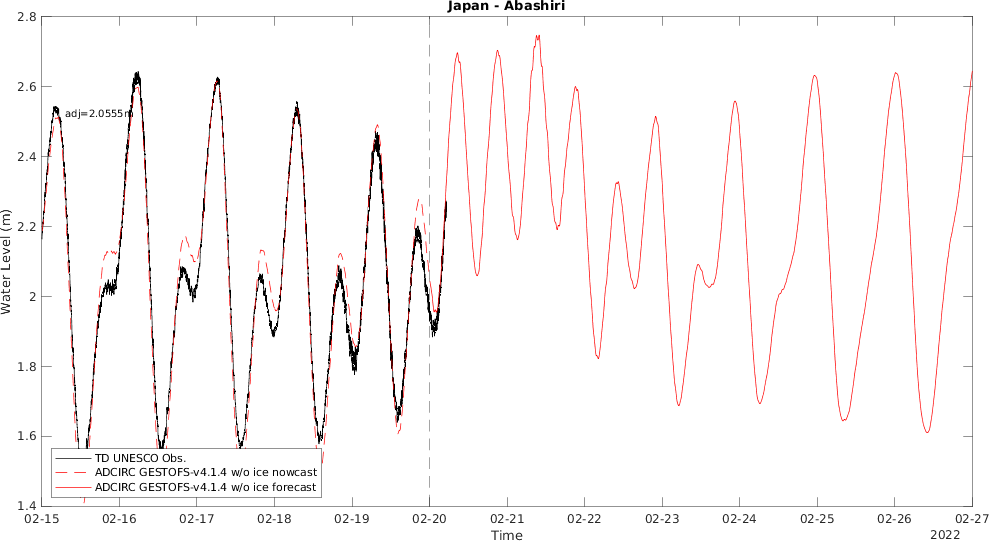 Japan - Abashiri
2.8
2.6
2.4
2.2
2
1.8
1.6
1.4
Water Level (m)
adj=2.0555m
TD UNESCO Obs.
ADCIRC GESTOFS-v4.1.4 w/o ice nowcast
ADCIRC GESTOFS-v4.1.4 w/o ice forecast
02-15 02-16 02-17 02-18 02-19 02-20 02-21 02-22 02-23 02-24 02-25 02-26 02-27
Time
2022